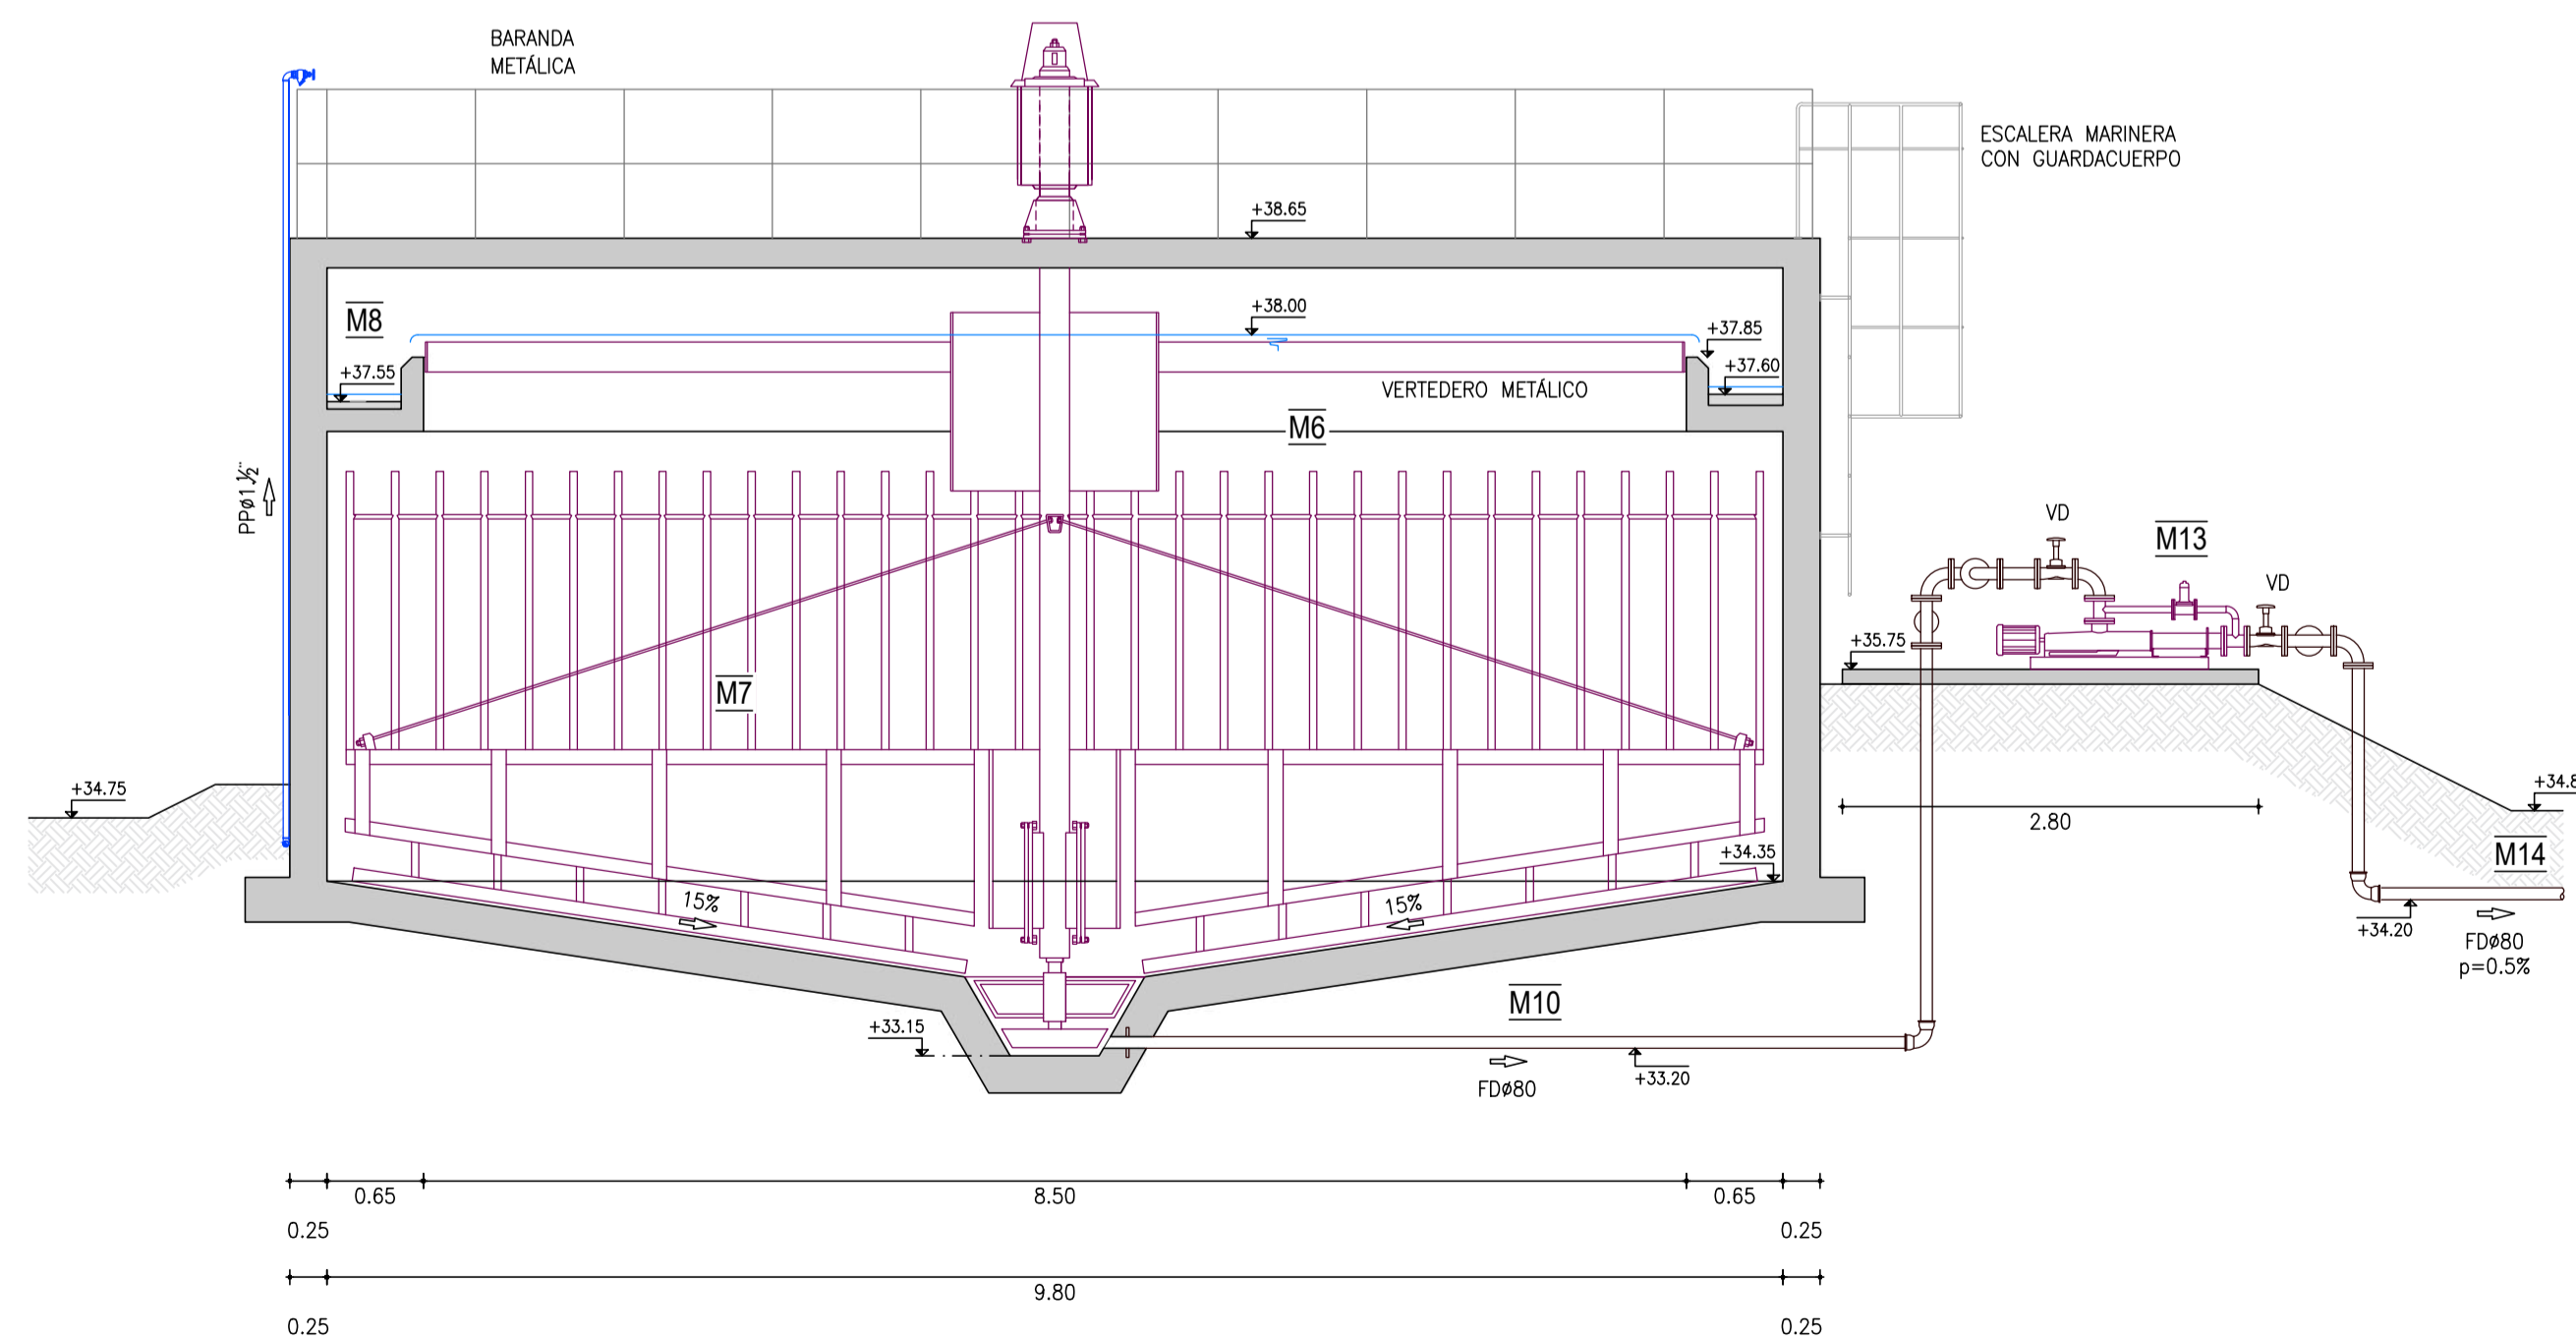 BARANDA
METÁLICA
ESCALERA MARINERA
CON GUARDACUERPO
+38.65
M8
+38.00
+37.85
+37.55
+37.60
VERTEDERO METÁLICO
M6
PPø1½"
VD
M13
VD
+35.75
M7
+34.75
2.80
M14
+34.35
15%
15%
+34.20
FDø80
p=0.5%
M10
+33.15
FDø80
+33.20
0.65
8.50
0.65
0.25
0.25
9.80
0.25
0.25